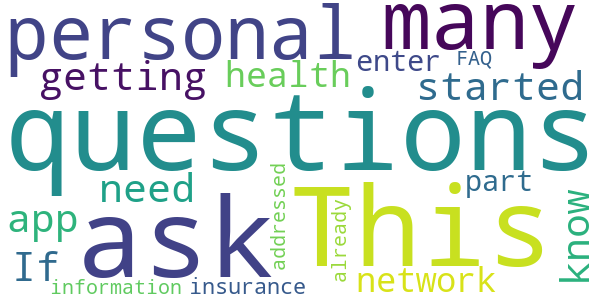 personal many
getting health enter FAQ
started
questions
need part
app ask This know
addressed already
If network
information insurance